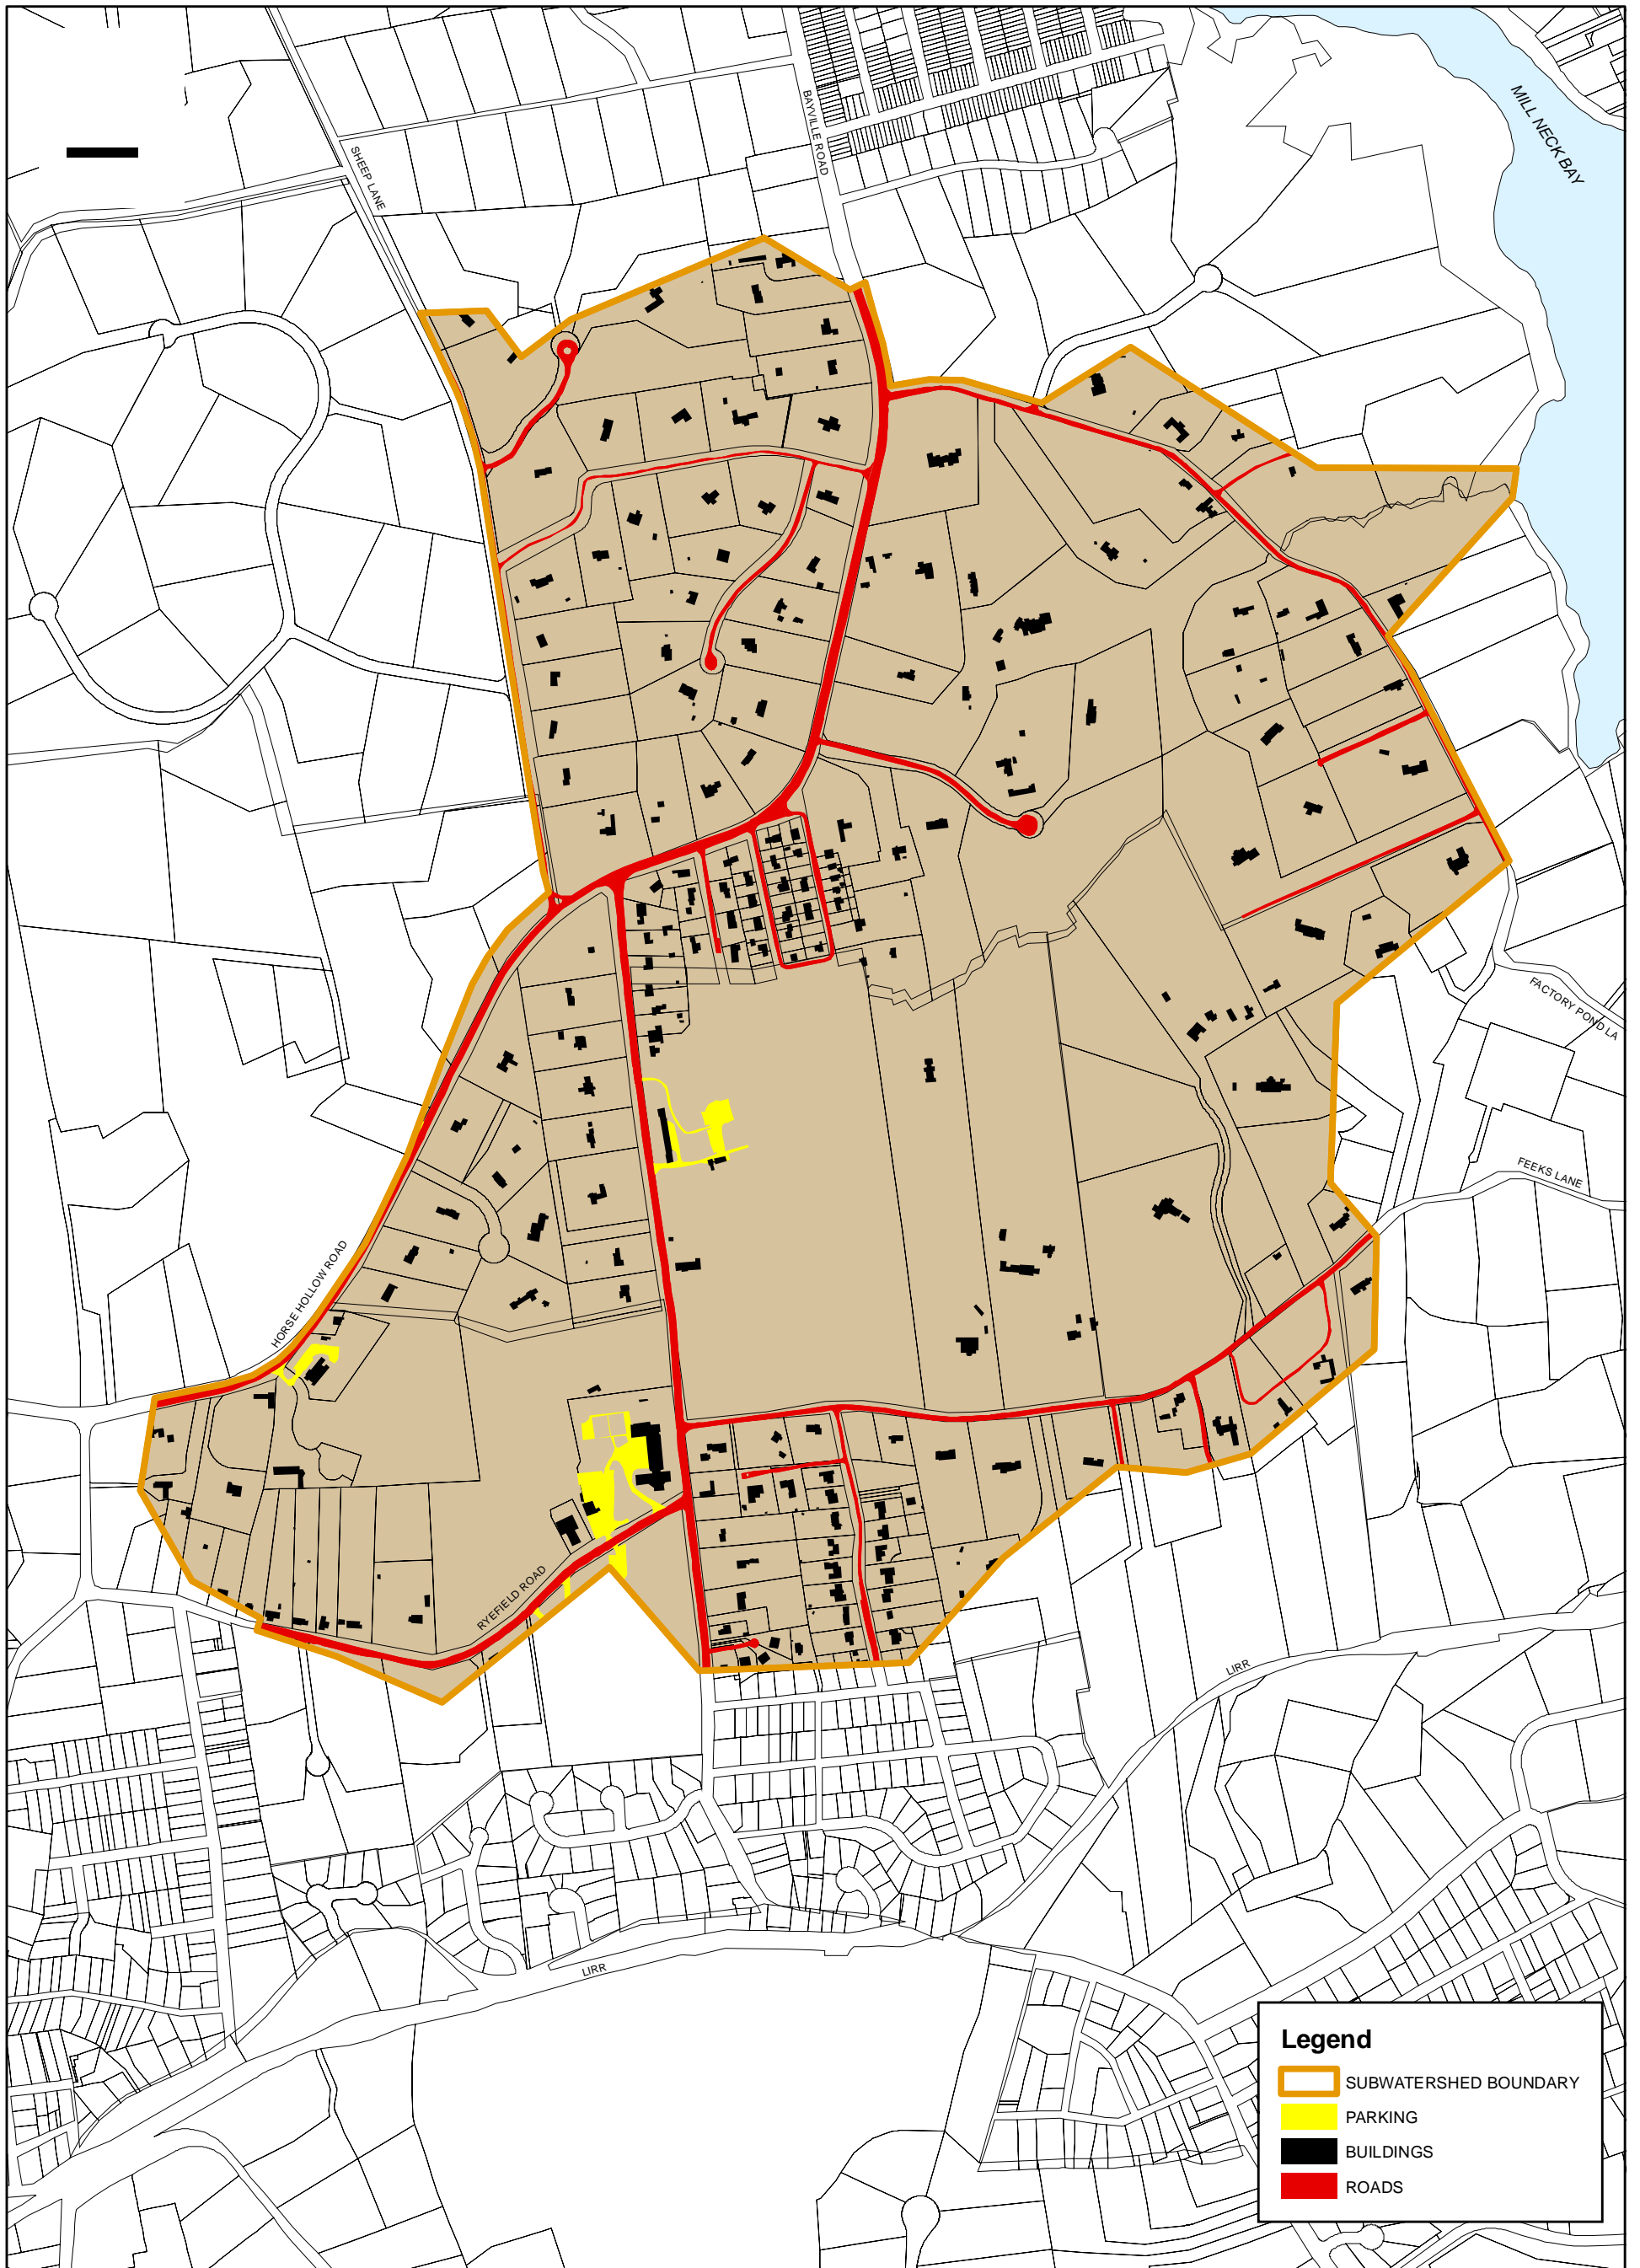 MILL NECK BAY
BAYVILLE ROAD
SHEEP LANE
FACTORY POND LA
FEEKS LANE
HORSE HOLLOW ROAD
RYEFIELD ROAD
LIRR
LIRR
Legend
SUBWATERSHED BOUNDARY
PARKING
BUILDINGS
ROADS